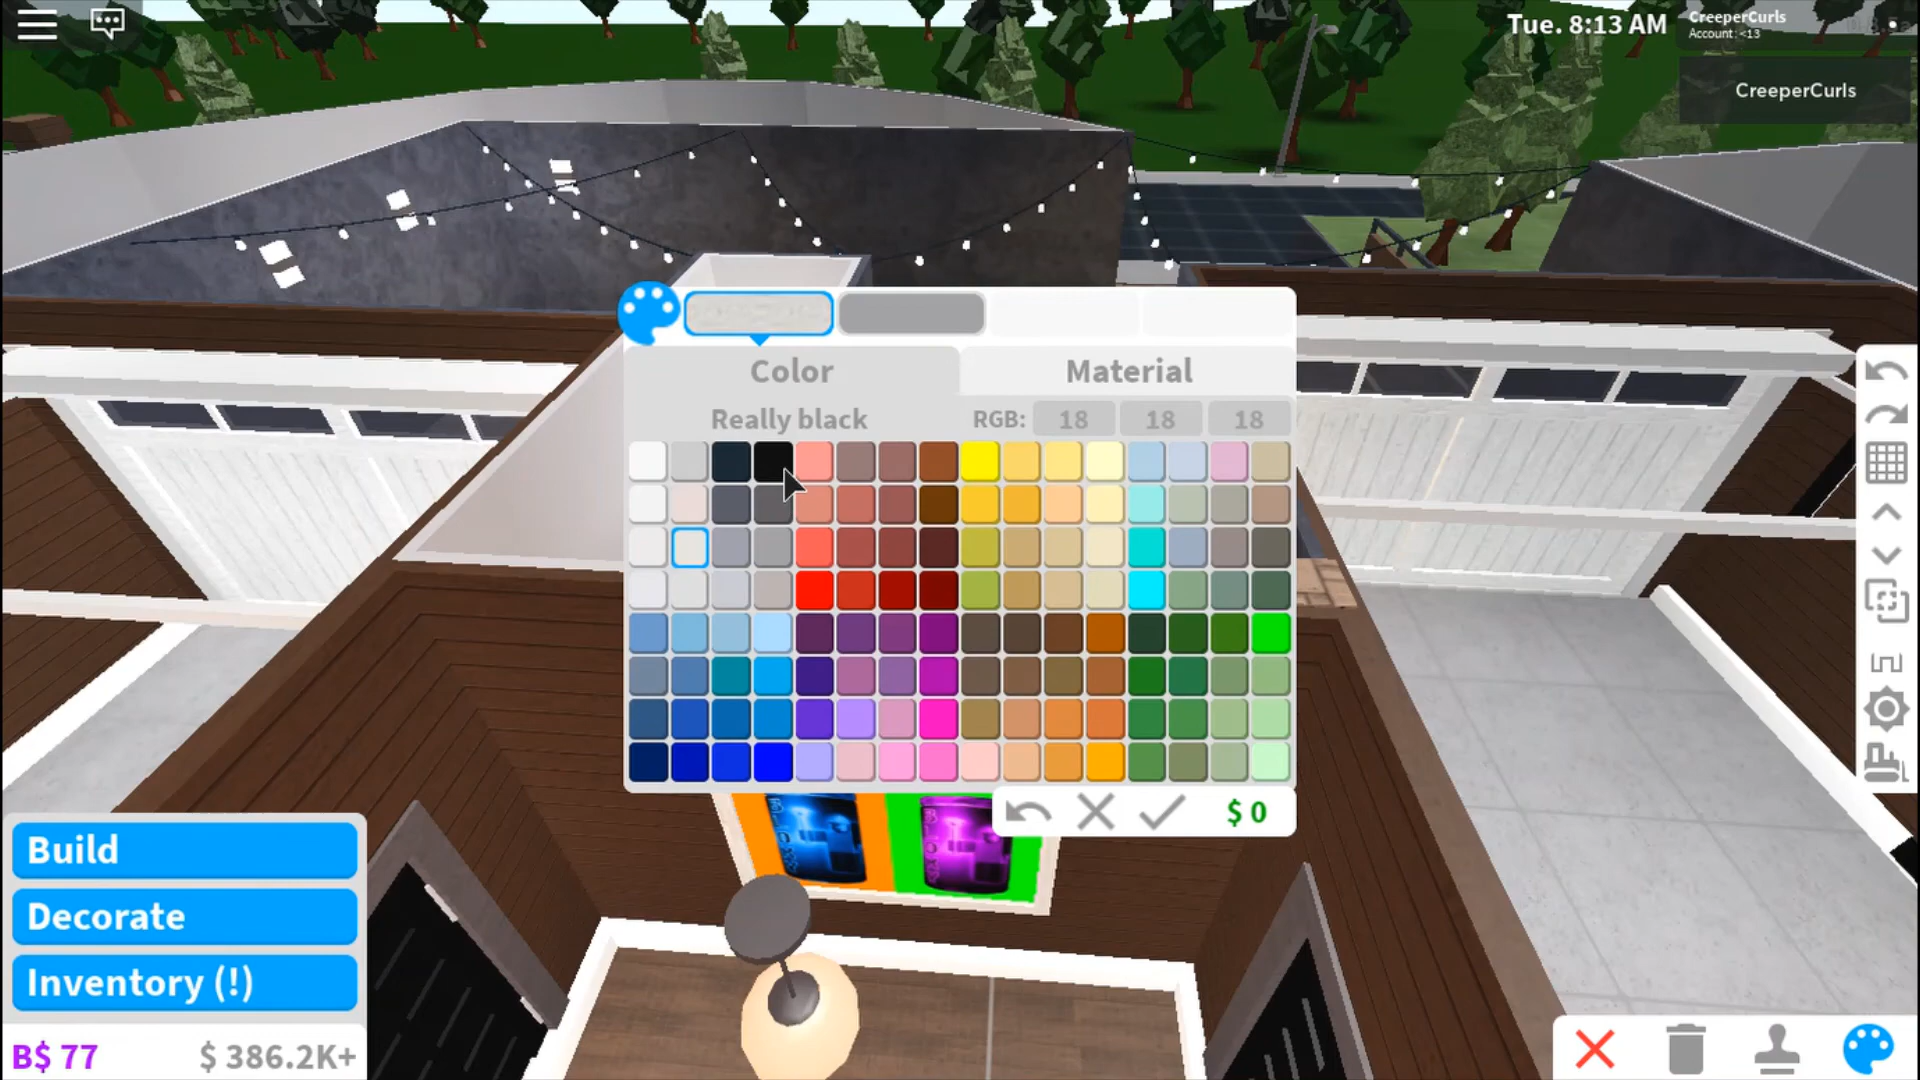 Tue. 8:13 AM
CreeperCurls
Account: <13
CreeperCurls
Color
Material
Really black
RGB: 18 18 18
$ 0
Build
Decorate
Inventory (!)
B$ 77
$ 386.2K+